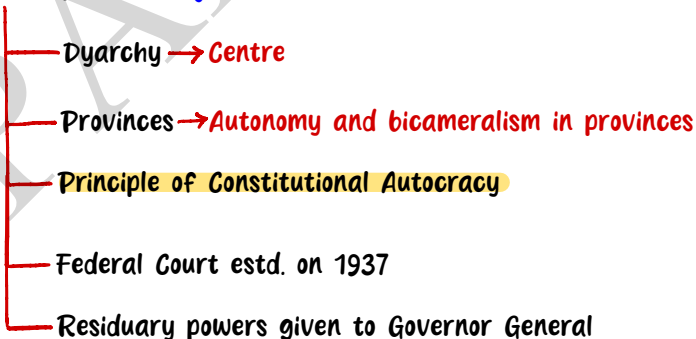 Dyarchy → Centre
Provinces → Autonomy and bicameralism in provinces
Principle of Constitutional Autocracy
Federal Court estd. on 1937
Residuary powers given to Governor General